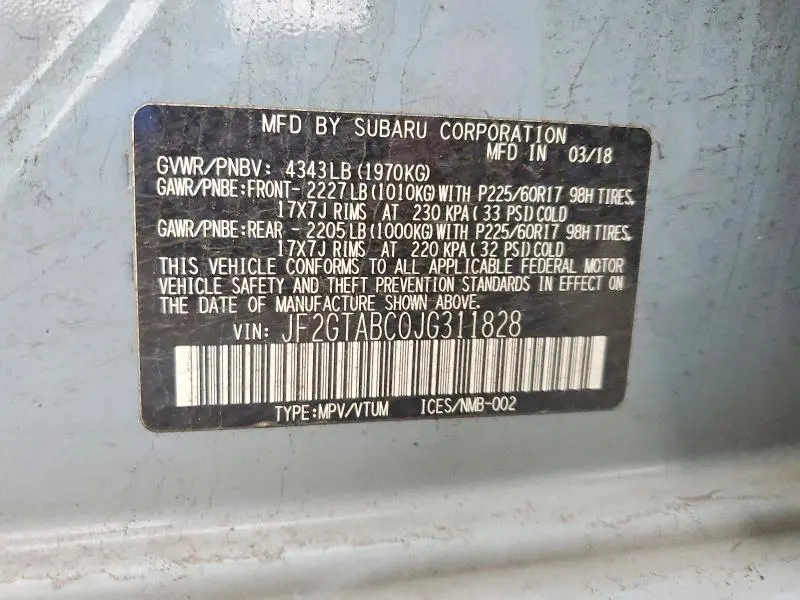 MFD BY SUBARU CORPORATION
MFD IN 03/18
GVWR/PNBV: 4343LB (1970KG)
GAWR/PNBE:FRONT- 2227LB(1010KG)WITH P225/60R17 98H TIRES,
17X7J RIMS AT 230 KPA( 33 PSI)COLD
GAWR/PNBE:REAR - 2205LB(1000KG)WITH P225/60R17 98H TIRES,
17X7J RIMS AT 220 KPA( 32 PSI)COLD
THIS VEHICLE CONFORMS TO ALL APPLICABLE FEDERAL MOTOR
VEHICLE SAFETY AND THEFT PREVENTION STANDARDS IN EFFECT ON
THE DATE OF MANUFACTURE SHOWN ABOVE.
VIN: JF2GTABC0JG311828
TYPE:MPV/VTUM ICES/NMB-002